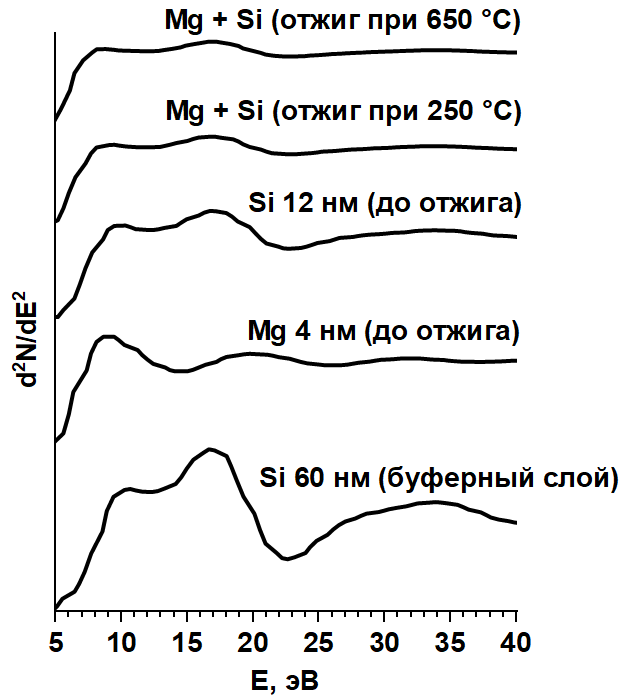 Mg + Si (отжиг при 650 °C)
Mg + Si (отжиг при 250 °C)
Si 12 нм (до отжига)
Mg 4 нм (до отжига)
Si 60 нм (буферный слой)
d²N/dE²
5 10 15 20 25 30 35 40
E, эВ